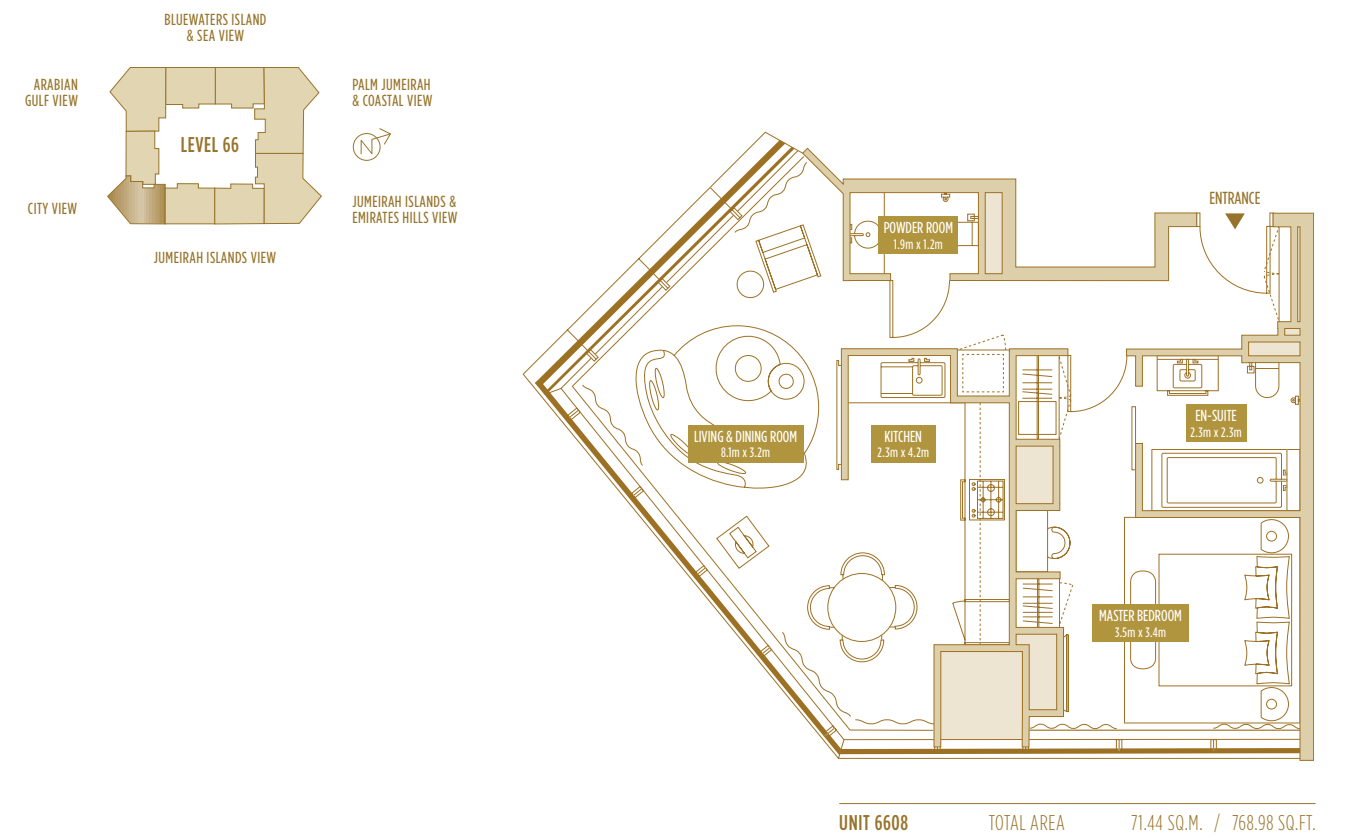 BLUEWATERS ISLAND
& SEA VIEW
ARABIAN
GULF VIEW
PALM JUMEIRAH
& COASTAL VIEW
LEVEL 66
N
CITY VIEW
JUMEIRAH ISLANDS &
EMIRATES HILLS VIEW
JUMEIRAH ISLANDS VIEW
ENTRANCE
POWDER ROOM
1.9m x 1.2m
LIVING & DINING ROOM
8.1m x 3.2m
KITCHEN
2.3m x 4.2m
EN-SUITE
2.3m x 2.3m
MASTER BEDROOM
3.5m x 3.4m
UNIT 6608 TOTAL AREA 71.44 SQ.M. / 768.98 SQ.FT.